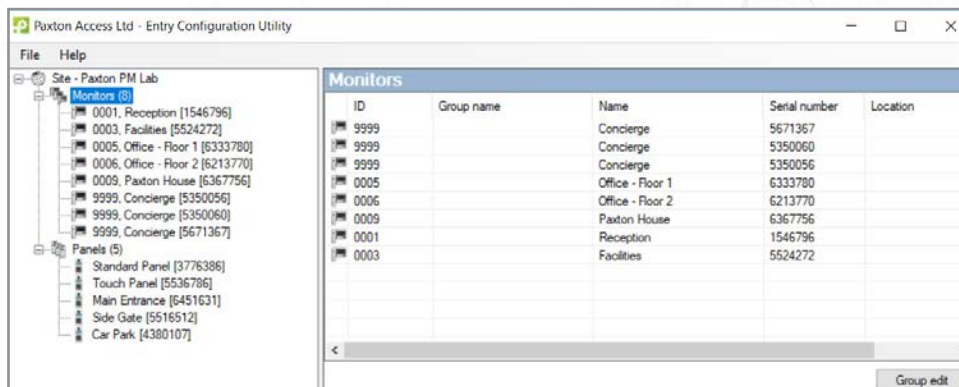 Paxton Access Ltd - Entry Configuration Utility
File Help
Site - Paxton PM Lab
Monitors (8)
0001, Reception [1546796]
0003, Facilities [5524272]
0005, Office - Floor 1 [6333780]
0006, Office - Floor 2 [6213770]
0009, Paxton House [6367756]
9999, Concierge [5350056]
9999, Concierge [5350060]
9999, Concierge [5671367]
Panels (5)
Standard Panel [3776386]
Touch Panel [5536786]
Main Entrance [6451631]
Side Gate [5516512]
Car Park [4380107]
Monitors
ID Group name Name Serial number Location
9999 Concierge 5671367
9999 Concierge 5350060
9999 Concierge 5350056
0005 Office - Floor 1 6333780
0006 Office - Floor 2 6213770
0009 Paxton House 6367756
0001 Reception 1546796
0003 Facilities 5524272
Group edit